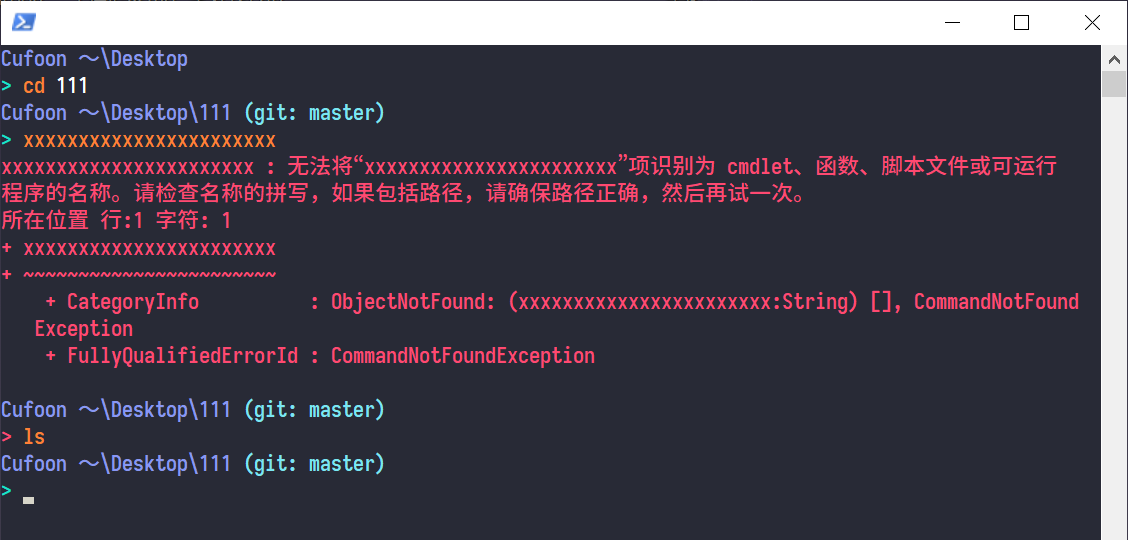 Cufoon ~\Desktop
> cd 111
Cufoon ~\Desktop\111 (git: master)
> xxxxxxxxxxxxxxxxxxxxxxx
xxxxxxxxxxxxxxxxxxxxxxx : 无法将“xxxxxxxxxxxxxxxxxxxxxxx”项识别为 cmdlet、函数、脚本文件或可运行
程序的名称。请检查名称的拼写，如果包括路径，请确保路径正确，然后再试一次。
所在位置 行:1 字符: 1
+ xxxxxxxxxxxxxxxxxxxxxxx
+ ~~~~~~~~~~~~~~~~~~~~~~~
    + CategoryInfo          : ObjectNotFound: (xxxxxxxxxxxxxxxxxxxxxxx:String) [], CommandNotFound
   Exception
    + FullyQualifiedErrorId : CommandNotFoundException
Cufoon ~\Desktop\111 (git: master)
> ls
Cufoon ~\Desktop\111 (git: master)
>